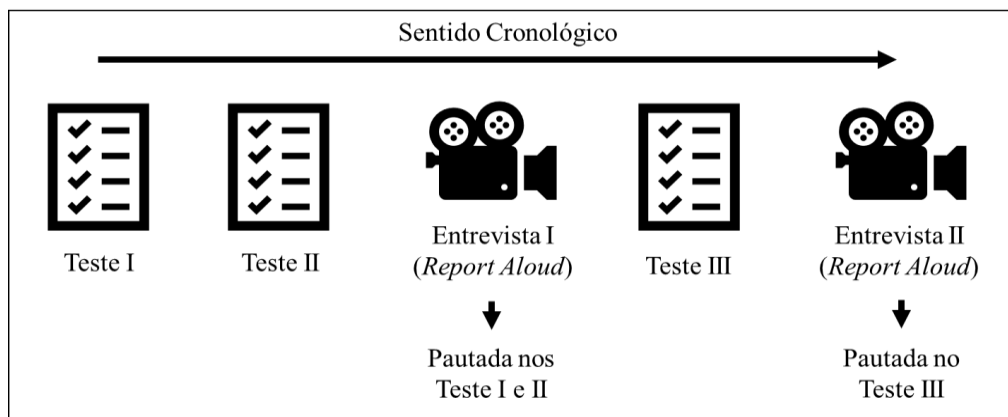 Sentido Cronológico
Teste I
Teste II
Entrevista I
(Report Aloud)
Teste III
Entrevista II
(Report Aloud)
Pautada nos
Teste I e II
Pautada no
Teste III